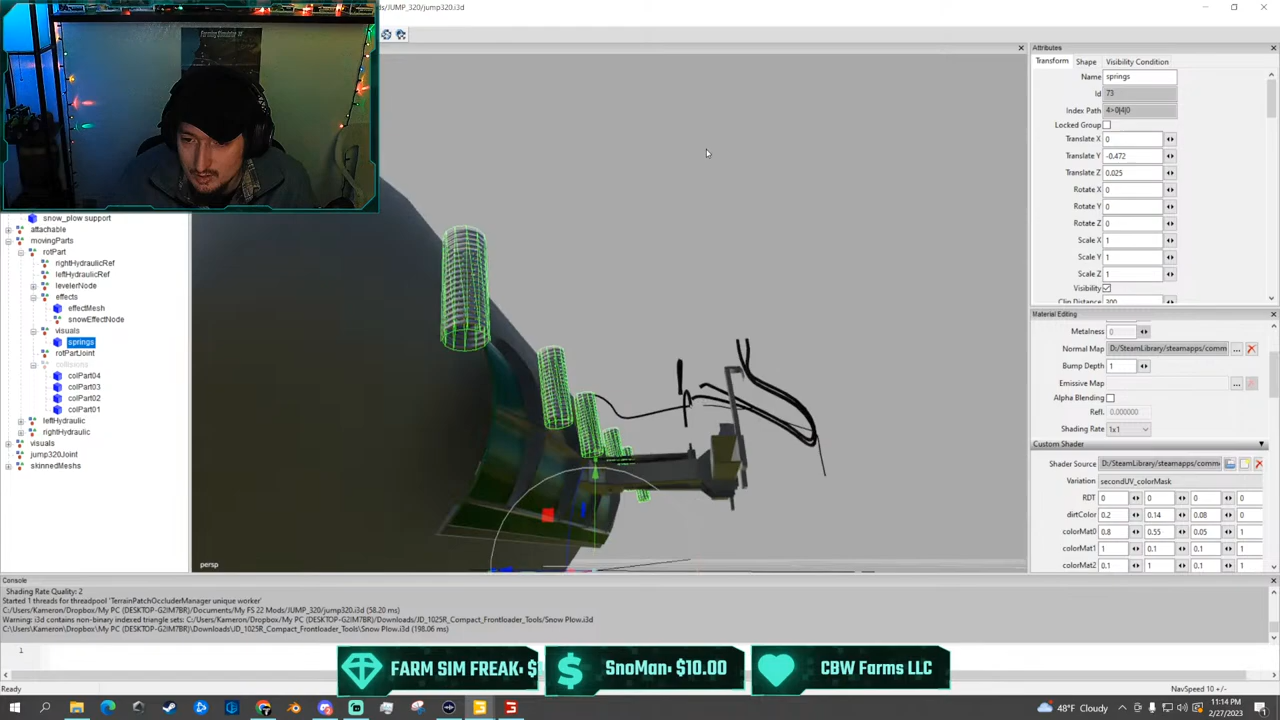 /JUMP_320/jump320.i3d
Attributes
Transform Shape Visibility Condition
Name springs
Id 73
Index Path 4>0|4|0
Locked Group
Translate X 0
Translate Y -0.472
Translate Z 0.025
Rotate X 0
Rotate Y 0
Rotate Z 0
Scale X 1
Scale Y 1
Scale Z 1
Visibility
Clip Distance 300
snow_plow support
attachable
movingParts
rotPart
rightHydraulicRef
leftHydraulicRef
levelerNode
effects
effectMesh
snowEffectNode
visuals
springs
rotPartJoint
collisions
colPart04
colPart03
colPart02
colPart01
leftHydraulic
rightHydraulic
visuals
jump320Joint
skinnedMeshs
persp
Material Editing
Metalness 0
Normal Map D:/SteamLibrary/steamapps/comm ...
Bump Depth 1
Emissive Map ...
Alpha Blending
Refl. 0.000000
Shading Rate 1x1
Custom Shader
Shader Source D:/SteamLibrary/steamapps/comm
Variation secondUV_colorMask
RDT 0 0 0 0
dirtColor 0.2 0.14 0.08 0
colorMat0 0.8 0.55 0.05 1
colorMat1 1 0.1 0.1 1
colorMat2 0.1 1 0.1 1
Console
Shading Rate Quality: 2
Started 1 threads for threadpool 'TerrainPatchOccluderManager unique worker'
C:/Users/Kameron/Dropbox/My PC (DESKTOP-G2IM7BR)/Documents/My FS 22 Mods/JUMP_320/jump320.i3d (58.20 ms)
Warning: i3d contains non-binary indexed triangle sets: C:/Users/Kameron/Dropbox/My PC (DESKTOP-G2IM7BR)/Downloads/JD_1025R_Compact_Frontloader_Tools/Snow Plow.i3d
C:\Users\Kameron\Dropbox\My PC (DESKTOP-G2IM7BR)\Downloads\JD_1025R_Compact_Frontloader_Tools\Snow Plow.i3d (198.06 ms)
1
FARM SIM FREAK: $
SnoMan: $10.00
CBW Farms LLC
Ready
NavSpeed 10 +/-
48°F Cloudy
11:14 PM
2/27/2023